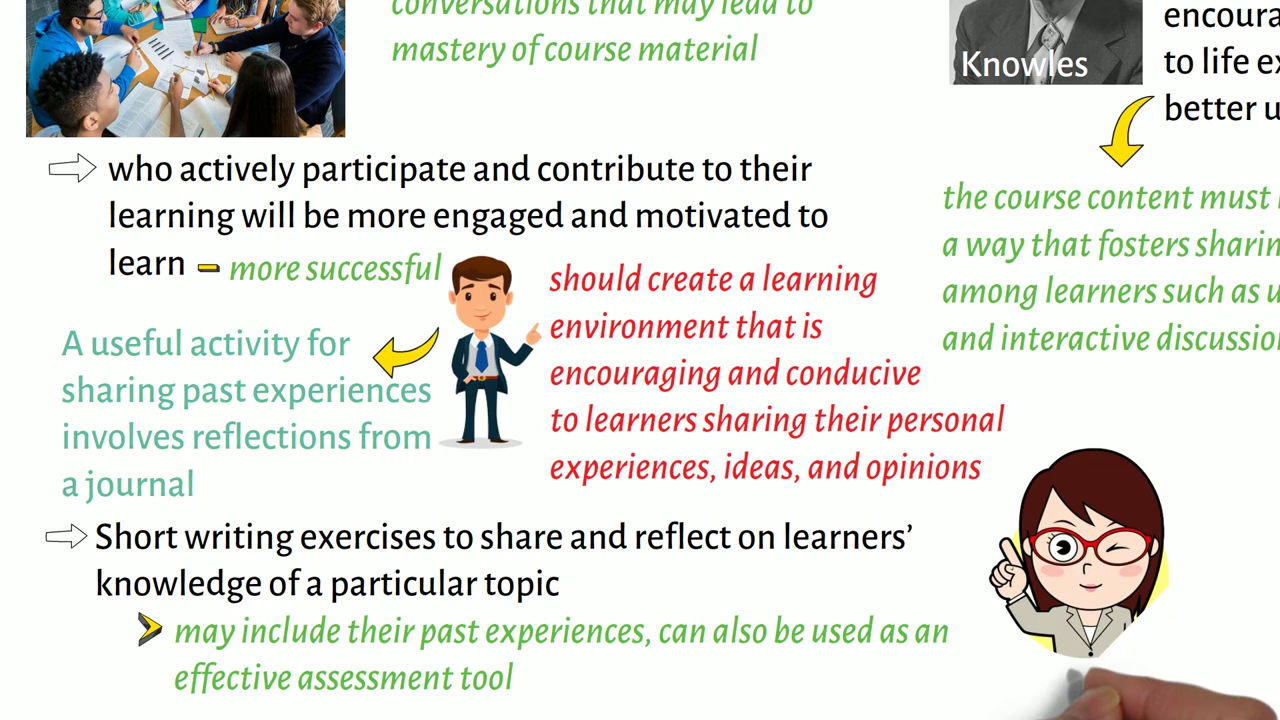 conversations that may lead to
mastery of course material
Knowles
to life
better
who actively participate and contribute to their
learning will be more engaged and motivated to
learn
more successful
the course content must
a way that fosters
among learners such as
and interactive
should create a learning
environment that is
encouraging and conducive
to learners sharing their personal
experiences, ideas, and opinions
A useful activity for
sharing past experiences
involves reflections from
a journal
Short writing exercises to share and reflect on learners’
knowledge of a particular topic
may include their past experiences, can also be used as an
effective assessment tool